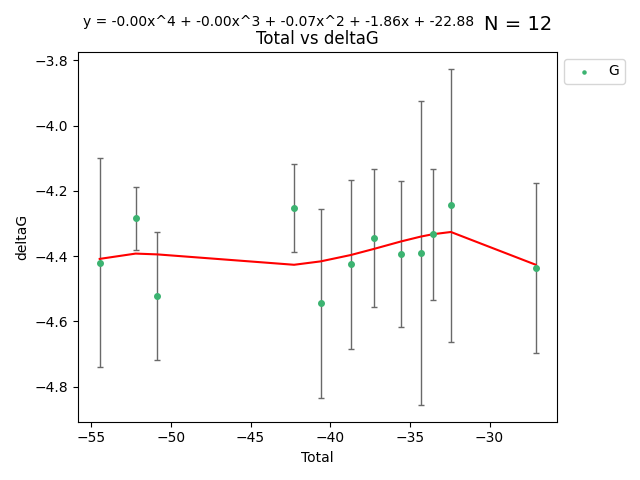 y = -0.00x^4 + -0.00x^3 + -0.07x^2 + -1.86x + -22.88
N = 12
Total vs deltaG
G
−3.8
−4.0
−4.2
−4.4
−4.6
−4.8
deltaG
−55 −50 −45 −40 −35 −30
Total